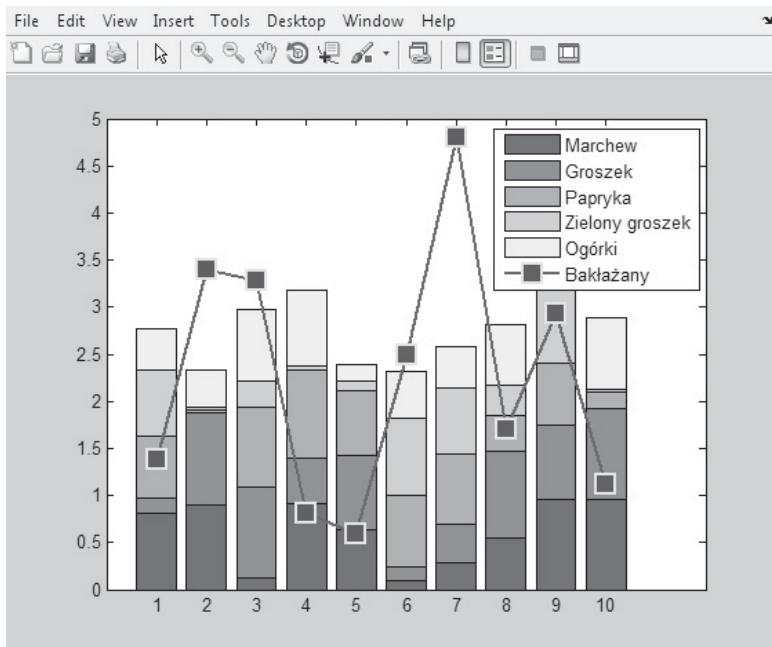 File Edit View Insert Tools Desktop Window Help
5
4.5
4
3.5
3
2.5
2
1.5
1
0.5
0
1 2 3 4 5 6 7 8 9 10
Marchew
Groszek
Papryka
Zielony groszek
Ogórki
Bakłażany